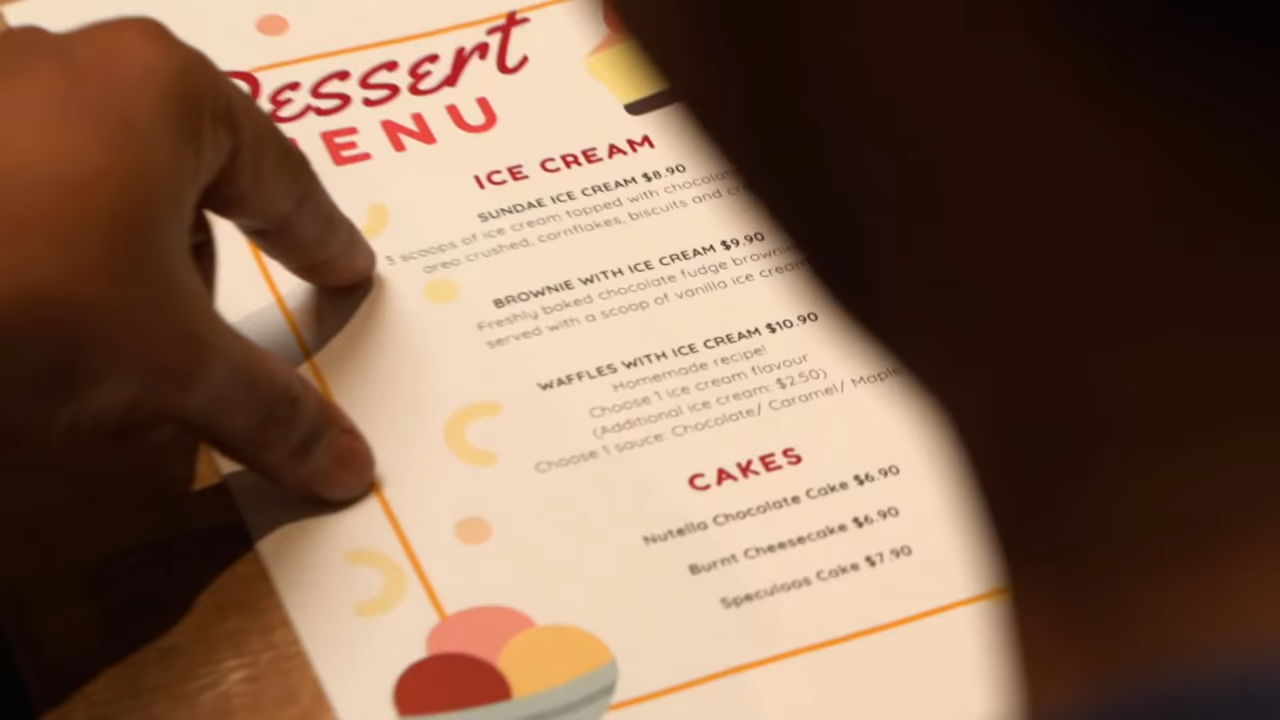 Dessert
MENU
ICE CREAM
SUNDAE ICE CREAM $8.90
3 scoops of ice cream topped with chocolate
oreo crushed, cornflakes, biscuits and
BROWNIE WITH ICE CREAM $9.90
Freshly baked chocolate fudge brownie
served with a scoop of vanilla ice cream
WAFFLES WITH ICE CREAM $10.90
Homemade recipe!
Choose 1 ice cream flavour
(Additional ice cream: $2.50)
Choose 1 sauce: Chocolate/ Caramel/ Maple
CAKES
Nutella Chocolate Cake $6.90
Burnt Cheesecake $6.90
Speculoos Cake $7.90